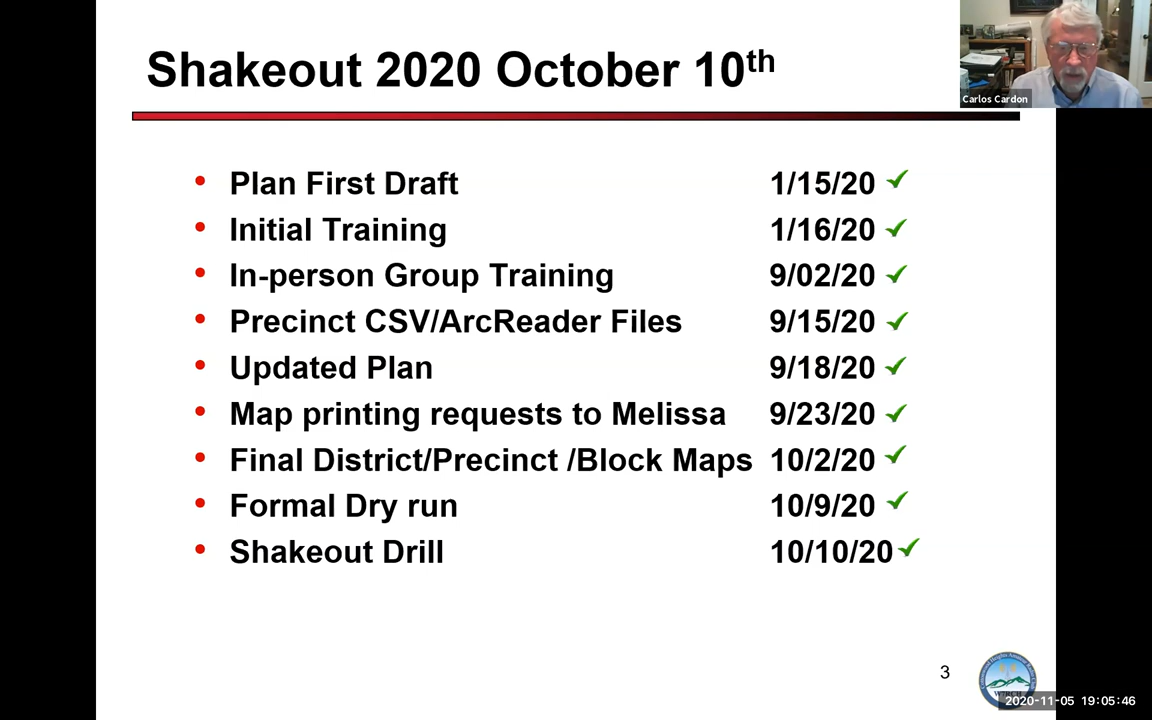 Shakeout 2020 October 10th
Carlos Cardon
• Plan First Draft 1/15/20 ✓
• Initial Training 1/16/20 ✓
• In-person Group Training 9/02/20 ✓
• Precinct CSV/ArcReader Files 9/15/20 ✓
• Updated Plan 9/18/20 ✓
• Map printing requests to Melissa 9/23/20 ✓
• Final District/Precinct /Block Maps 10/2/20 ✓
• Formal Dry run 10/9/20 ✓
• Shakeout Drill 10/10/20 ✓
3
2020-11-05 19:05:46